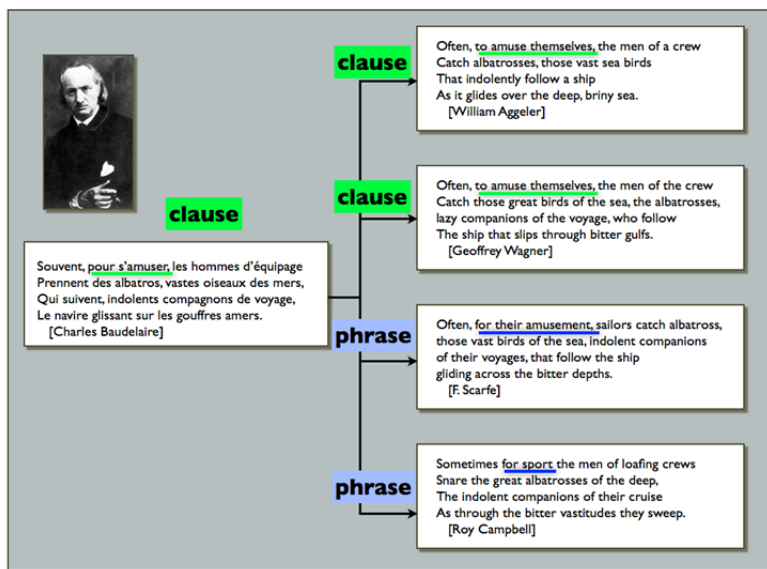 clause
Souvent, pour s'amuser, les hommes d'équipage
Prennent des albatros, vastes oiseaux des mers,
Qui suivent, indolents compagnons de voyage,
Le navire glissant sur les gouffres amers.
[Charles Baudelaire]
clause
Often, to amuse themselves, the men of a crew
Catch albatrosses, those vast sea birds
That indolently follow a ship
As it glides over the deep, briny sea.
[William Aggeler]
clause
Often, to amuse themselves, the men of the crew
Catch those great birds of the sea, the albatrosses,
lazy companions of the voyage, who follow
The ship that slips through bitter gulfs.
[Geoffrey Wagner]
phrase
Often, for their amusement, sailors catch albatross,
those vast birds of the sea, indolent companions
of their voyages, that follow the ship
gliding across the bitter depths.
[F. Scarfe]
phrase
Sometimes for sport the men of loafing crews
Snare the great albatrosses of the deep,
The indolent companions of their cruise
As through the bitter vastitudes they sweep.
[Roy Campbell]